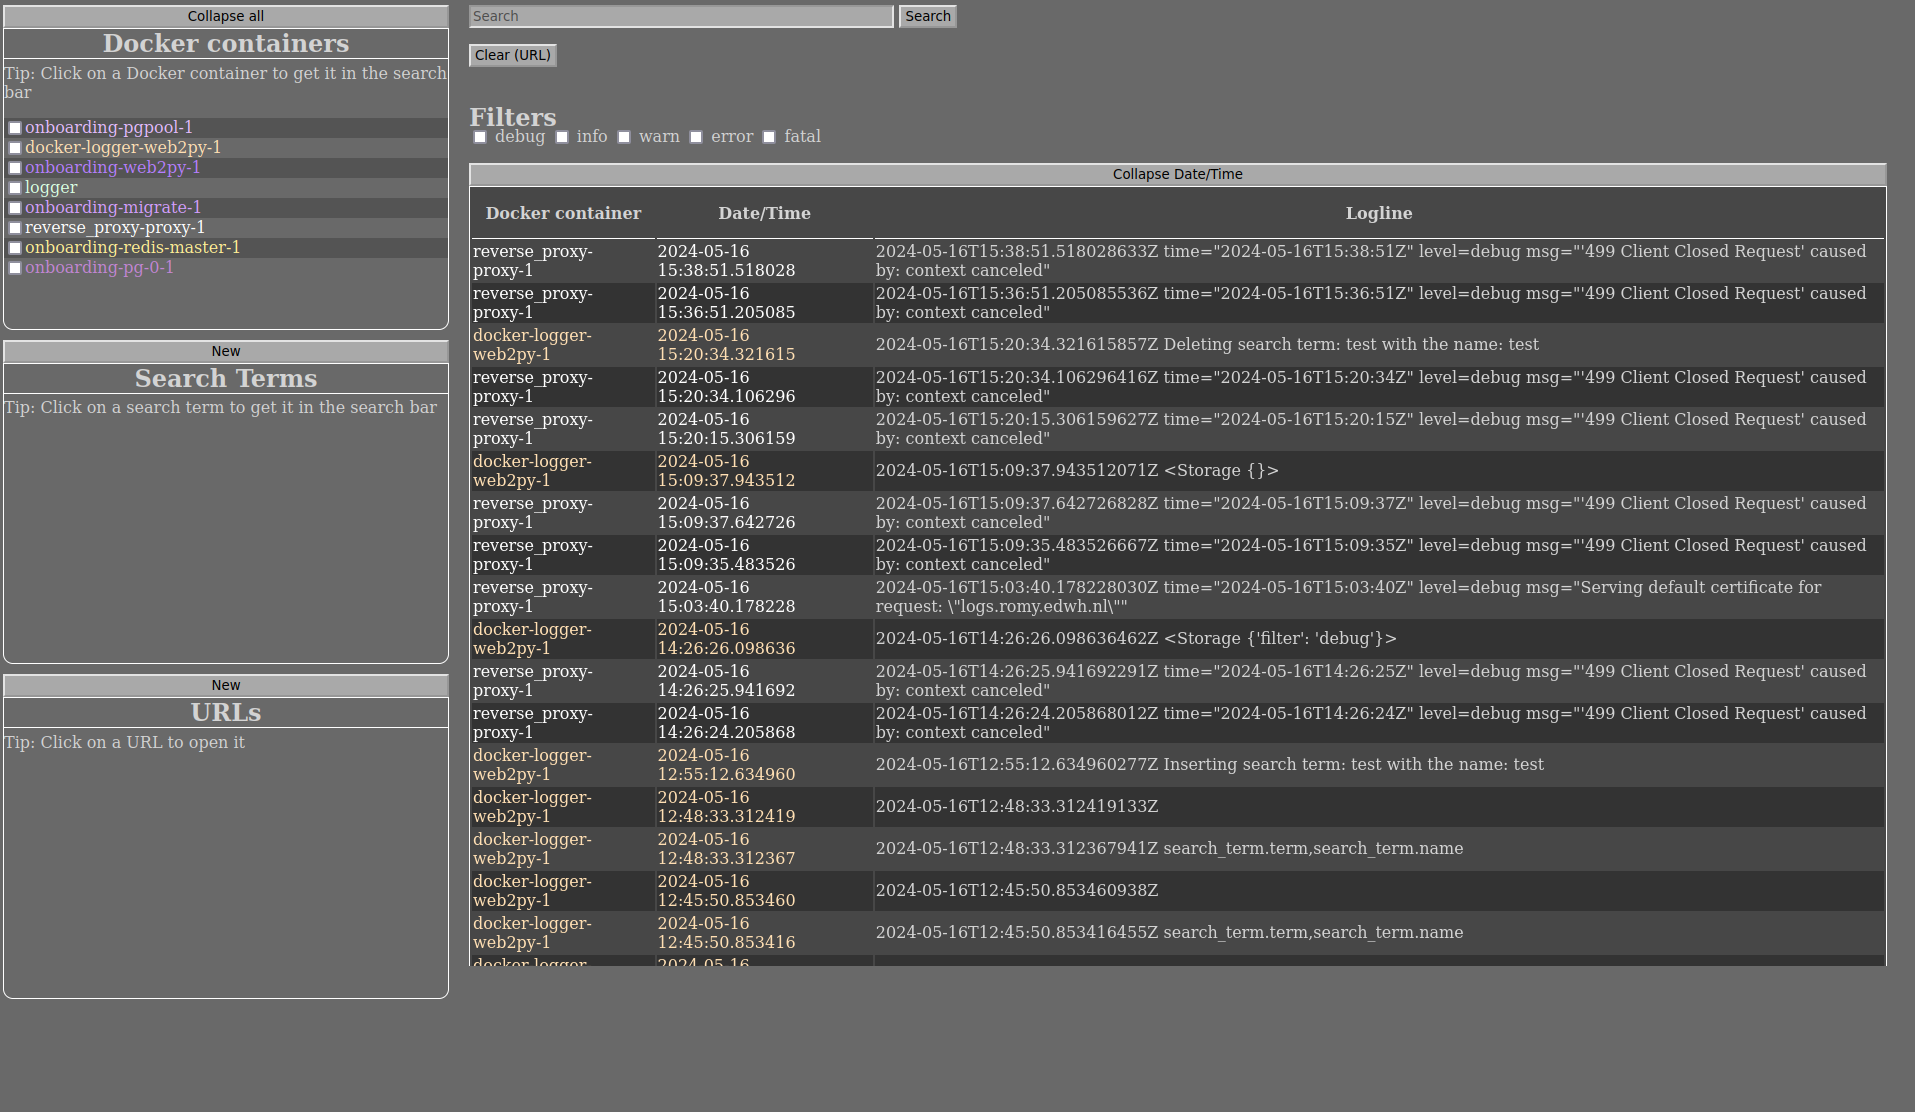 Collapse all
Docker containers
Tip: Click on a Docker container to get it in the search
bar
onboarding-pgpool-1
docker-logger-web2py-1
onboarding-web2py-1
logger
onboarding-migrate-1
reverse_proxy-proxy-1
onboarding-redis-master-1
onboarding-pg-0-1
New
Search Terms
Tip: Click on a search term to get it in the search bar
New
URLs
Tip: Click on a URL to open it
Search Search
Clear (URL)
Filters
debug info warn error fatal
Collapse Date/Time
Docker container Date/Time Logline
reverse_proxy- 2024-05-16 2024-05-16T15:38:51.518028633Z time="2024-05-16T15:38:51Z" level=debug msg="'499 Client Closed Request' caused
proxy-1 15:38:51.518028 by: context canceled"
reverse_proxy- 2024-05-16 2024-05-16T15:36:51.205085536Z time="2024-05-16T15:36:51Z" level=debug msg="'499 Client Closed Request' caused
proxy-1 15:36:51.205085 by: context canceled"
docker-logger- 2024-05-16
web2py-1 15:20:34.321615 2024-05-16T15:20:34.321615857Z Deleting search term: test with the name: test
reverse_proxy- 2024-05-16 2024-05-16T15:20:34.106296416Z time="2024-05-16T15:20:34Z" level=debug msg="'499 Client Closed Request' caused
proxy-1 15:20:34.106296 by: context canceled"
reverse_proxy- 2024-05-16 2024-05-16T15:20:15.306159627Z time="2024-05-16T15:20:15Z" level=debug msg="'499 Client Closed Request' caused
proxy-1 15:20:15.306159 by: context canceled"
docker-logger- 2024-05-16
web2py-1 15:09:37.943512 2024-05-16T15:09:37.943512071Z <Storage {}>
reverse_proxy- 2024-05-16 2024-05-16T15:09:37.642726828Z time="2024-05-16T15:09:37Z" level=debug msg="'499 Client Closed Request' caused
proxy-1 15:09:37.642726 by: context canceled"
reverse_proxy- 2024-05-16 2024-05-16T15:09:35.483526667Z time="2024-05-16T15:09:35Z" level=debug msg="'499 Client Closed Request' caused
proxy-1 15:09:35.483526 by: context canceled"
reverse_proxy- 2024-05-16 2024-05-16T15:03:40.178228030Z time="2024-05-16T15:03:40Z" level=debug msg="Serving default certificate for
proxy-1 15:03:40.178228 request: \"logs.romy.edwh.nl\""
docker-logger- 2024-05-16
web2py-1 14:26:26.098636 2024-05-16T14:26:26.098636462Z <Storage {'filter': 'debug'}>
reverse_proxy- 2024-05-16 2024-05-16T14:26:25.941692291Z time="2024-05-16T14:26:25Z" level=debug msg="'499 Client Closed Request' caused
proxy-1 14:26:25.941692 by: context canceled"
reverse_proxy- 2024-05-16 2024-05-16T14:26:24.205868012Z time="2024-05-16T14:26:24Z" level=debug msg="'499 Client Closed Request' caused
proxy-1 14:26:24.205868 by: context canceled"
docker-logger- 2024-05-16
web2py-1 12:55:12.634960 2024-05-16T12:55:12.634960277Z Inserting search term: test with the name: test
docker-logger- 2024-05-16
web2py-1 12:48:33.312419 2024-05-16T12:48:33.312419133Z
docker-logger- 2024-05-16
web2py-1 12:48:33.312367 2024-05-16T12:48:33.312367941Z search_term.term,search_term.name
docker-logger- 2024-05-16
web2py-1 12:45:50.853460 2024-05-16T12:45:50.853460938Z
docker-logger- 2024-05-16
web2py-1 12:45:50.853416 2024-05-16T12:45:50.853416455Z search_term.term,search_term.name
docker-logger- 2024-05-16